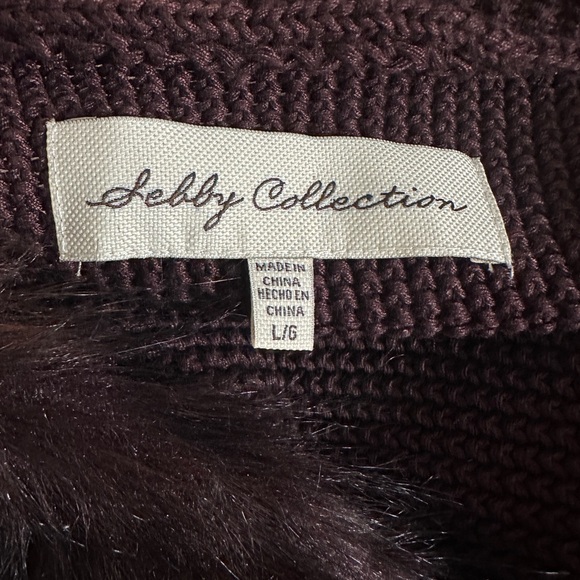 Sebby Collection
MADE IN
CHINA
HECHO EN
CHINA
L/G